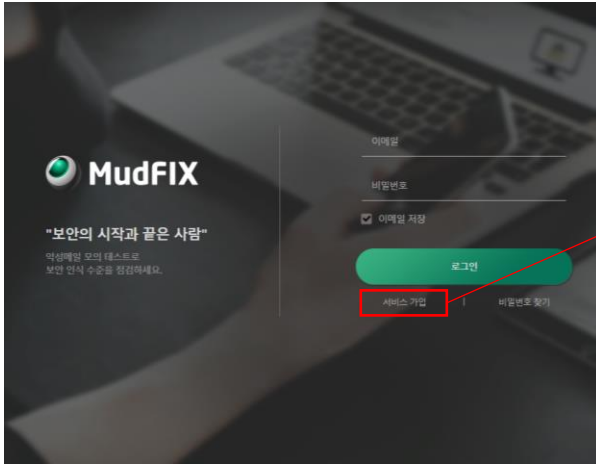 MudFIX
"보안의 시작과 끝은 사람"
악성메일 모의 테스트로
보안 인식 수준을 점검하세요.
이메일
비밀번호
이메일 저장
로그인
서비스 가입 | 비밀번호 찾기